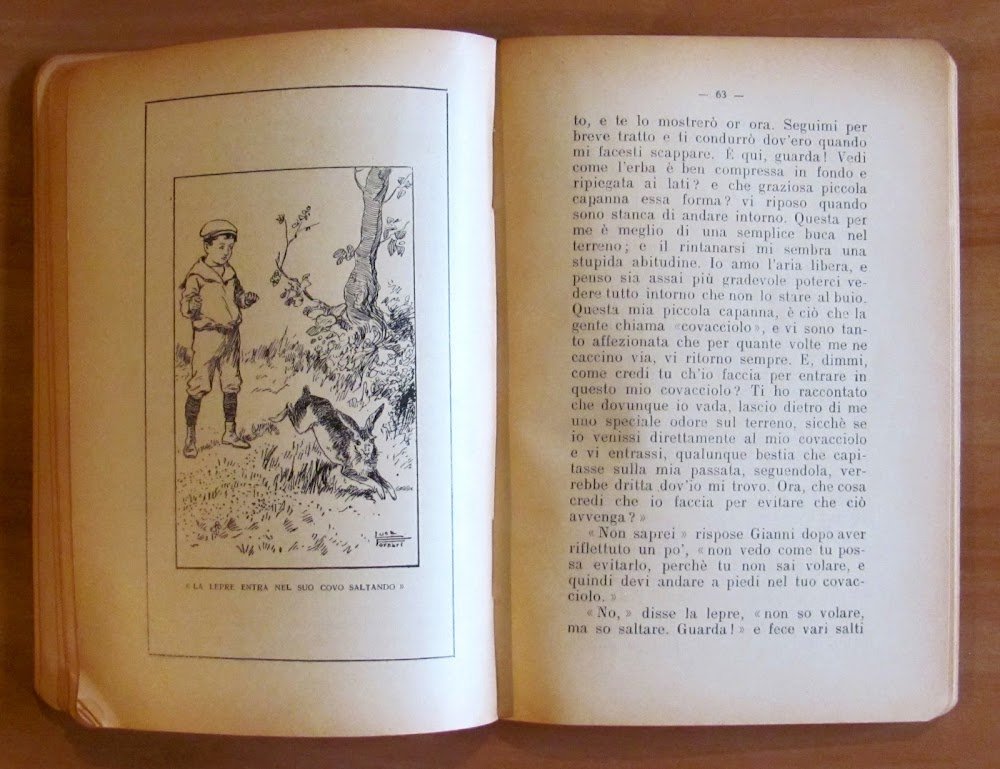 LUCA
FORNARI
« LA LEPRE ENTRA NEL SUO COVO SALTANDO »
— 63 —
to, e te lo mostrerò or ora. Seguimi per
breve tratto e ti condurrò dov'ero quando
mi facesti scappare. È qui, guarda! Vedi
come l'erba è ben compressa in fondo e
ripiegata ai lati? e che graziosa piccola
capanna essa forma? vi riposo quando
sono stanca di andare intorno. Questa per
me è meglio di una semplice buca nel
terreno; e il rintanarsi mi sembra una
stupida abitudine. Io amo l'aria libera, e
penso sia assai più gradevole poterci ve-
dere tutto intorno che non lo stare al buio.
Questa mia piccola capanna, è ciò che la
gente chiama «covacciolo», e vi sono tan-
to affezionata che per quante volte me ne
caccino via, vi ritorno sempre. E, dimmi,
come credi tu ch'io faccia per entrare in
questo mio covacciolo? Ti ho raccontato
che dovunque io vada, lascio dietro di me
uno speciale odore sul terreno, sicchè se
io venissi direttamente al mio covacciolo
e vi entrassi, qualunque bestia che capi-
tasse sulla mia passata, seguendola, ver-
rebbe dritta dov'io mi trovo. Ora, che cosa
credi che io faccia per evitare che ciò
avvenga?»
« Non saprei » rispose Gianni dopo aver
riflettuto un po', « non vedo come tu pos-
sa evitarlo, perchè tu non sai volare, e
quindi devi andare a piedi nel tuo covac-
ciolo. »
« No, » disse la lepre, « non so volare,
ma so saltare. Guarda! » e fece vari salti